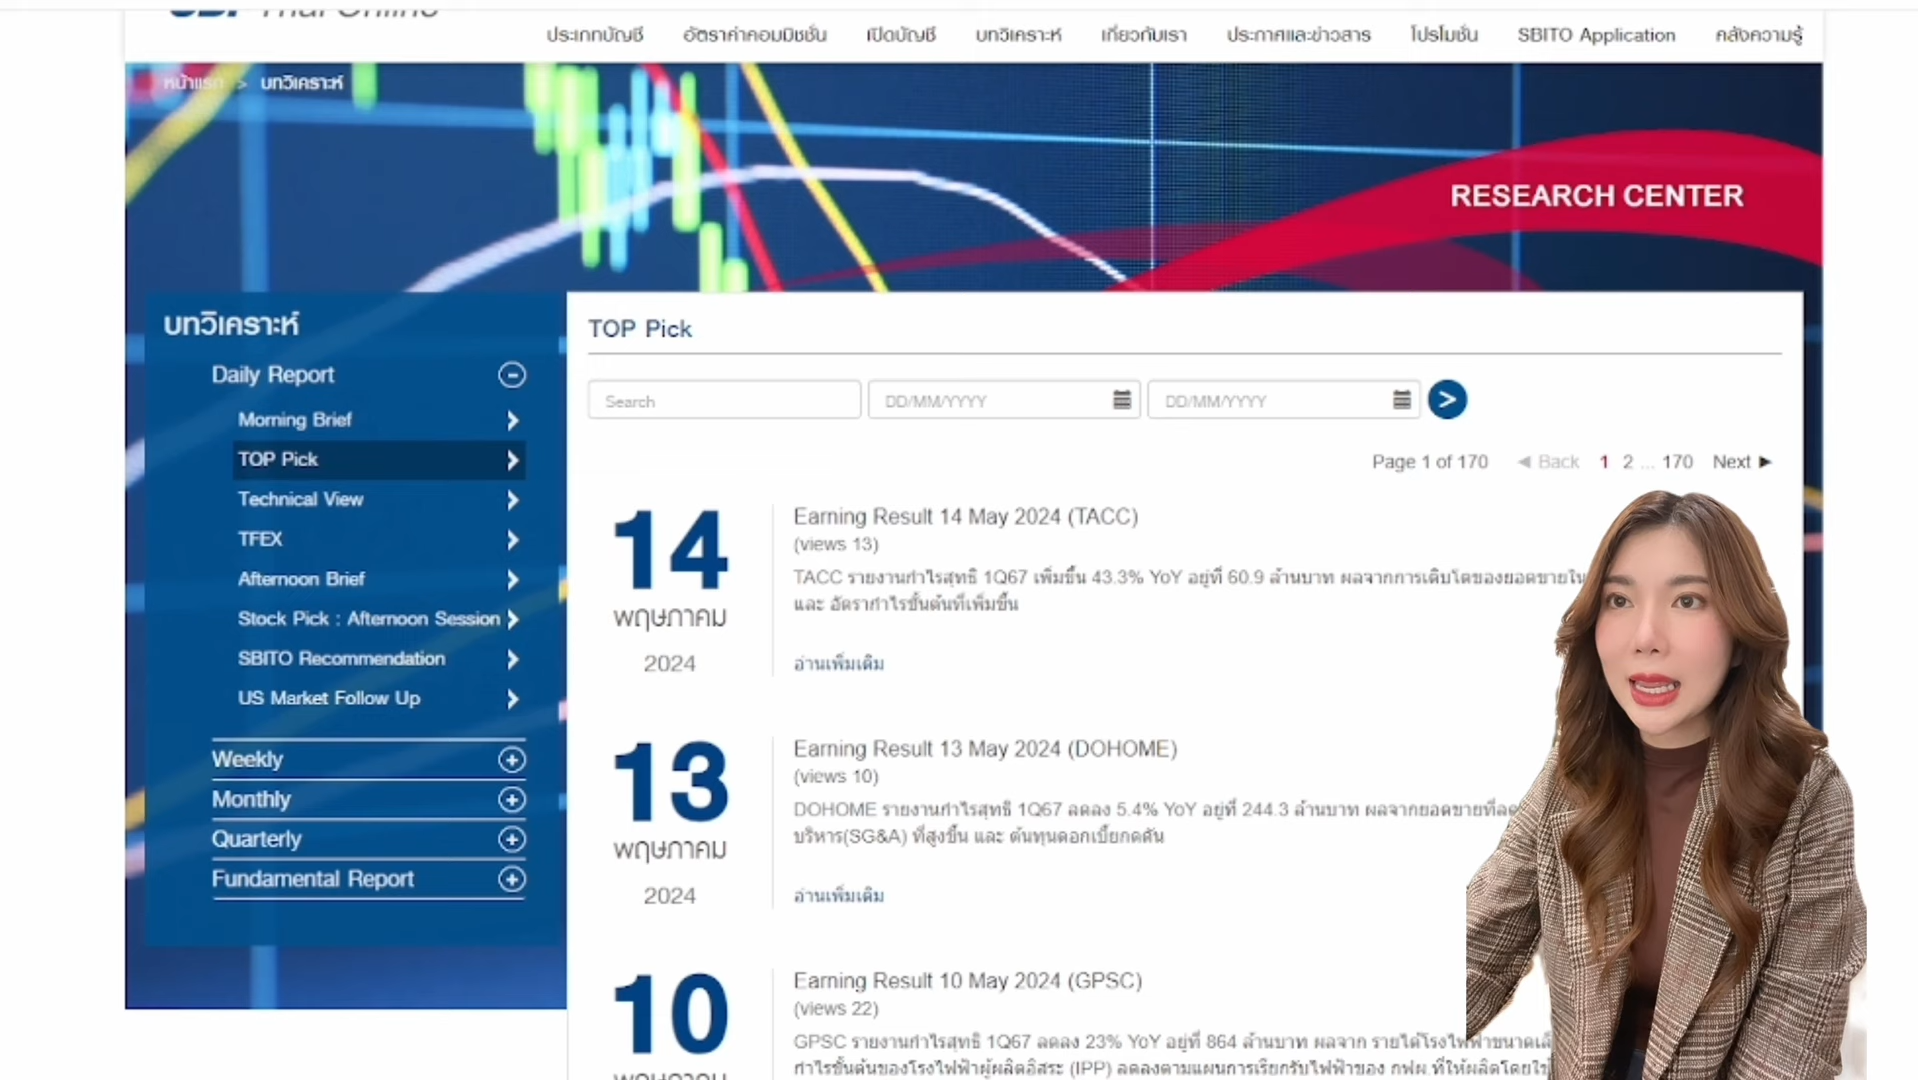 Thai Online
ประเภทบัญชี อัตราค่าคอมมิชชั่น เปิดบัญชี บทวิเคราะห์ เกี่ยวกับเรา ประกาศและข่าวสาร โปรโมชั่น SBITO Application คลังความรู้
หน้าแรก > บทวิเคราะห์
RESEARCH CENTER
บทวิเคราะห์
Daily Report
Morning Brief
TOP Pick
Technical View
TFEX
Afternoon Brief
Stock Pick : Afternoon Session
SBITO Recommendation
US Market Follow Up
Weekly
Monthly
Quarterly
Fundamental Report
TOP Pick
Search DD/MM/YYYY DD/MM/YYYY
Page 1 of 170 Back 1 2 ... 170 Next
14
พฤษภาคม
2024
Earning Result 14 May 2024 (TACC)
(views 13)
TACC รายงานกำไรสุทธิ 1Q67 เพิ่มขึ้น 43.3% YoY อยู่ที่ 60.9 ล้านบาท ผลจากการเติบโตของยอดขายใน
และ อัตรากำไรขั้นต้นที่เพิ่มขึ้น
อ่านเพิ่มเติม
13
พฤษภาคม
2024
Earning Result 13 May 2024 (DOHOME)
(views 10)
DOHOME รายงานกำไรสุทธิ 1Q67 ลดลง 5.4% YoY อยู่ที่ 244.3 ล้านบาท ผลจากยอดขายที่
บริหาร(SG&A) ที่สูงขึ้น และ ต้นทุนดอกเบี้ยกดดัน
อ่านเพิ่มเติม
10
พฤษภาคม
Earning Result 10 May 2024 (GPSC)
(views 22)
GPSC รายงานกำไรสุทธิ 1Q67 ลดลง 23% YoY อยู่ที่ 864 ล้านบาท ผลจาก รายได้โรงไฟฟ้าขนาด
กำไรขั้นต้นของโรงไฟฟ้าผู้ผลิตอิสระ (IPP) ลดลงตามแผนการเรียกรับไฟฟ้าของ กฟผ.ที่ให้ผลิตโดย